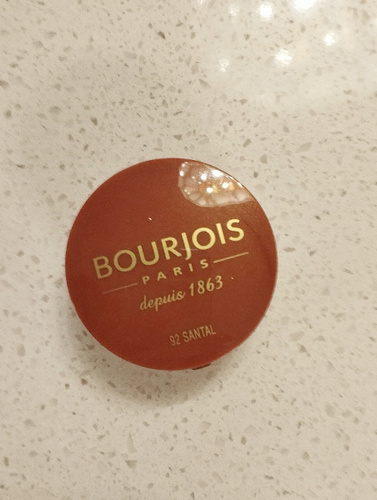 BOURJOIS
PARIS
depuis 1863
92 SANTAL